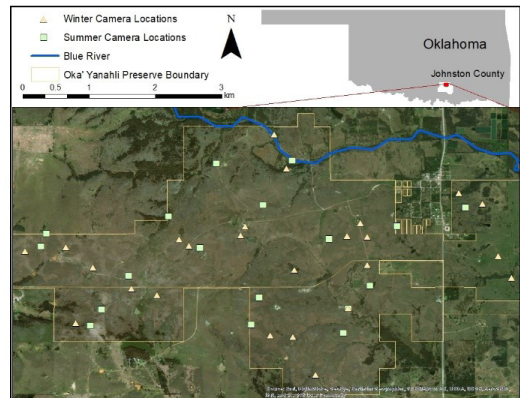 Winter Camera Locations
Summer Camera Locations
Blue River
Oka' Yanahli Preserve Boundary
0 0.5 1 2 3
km
N
Oklahoma
Johnston County